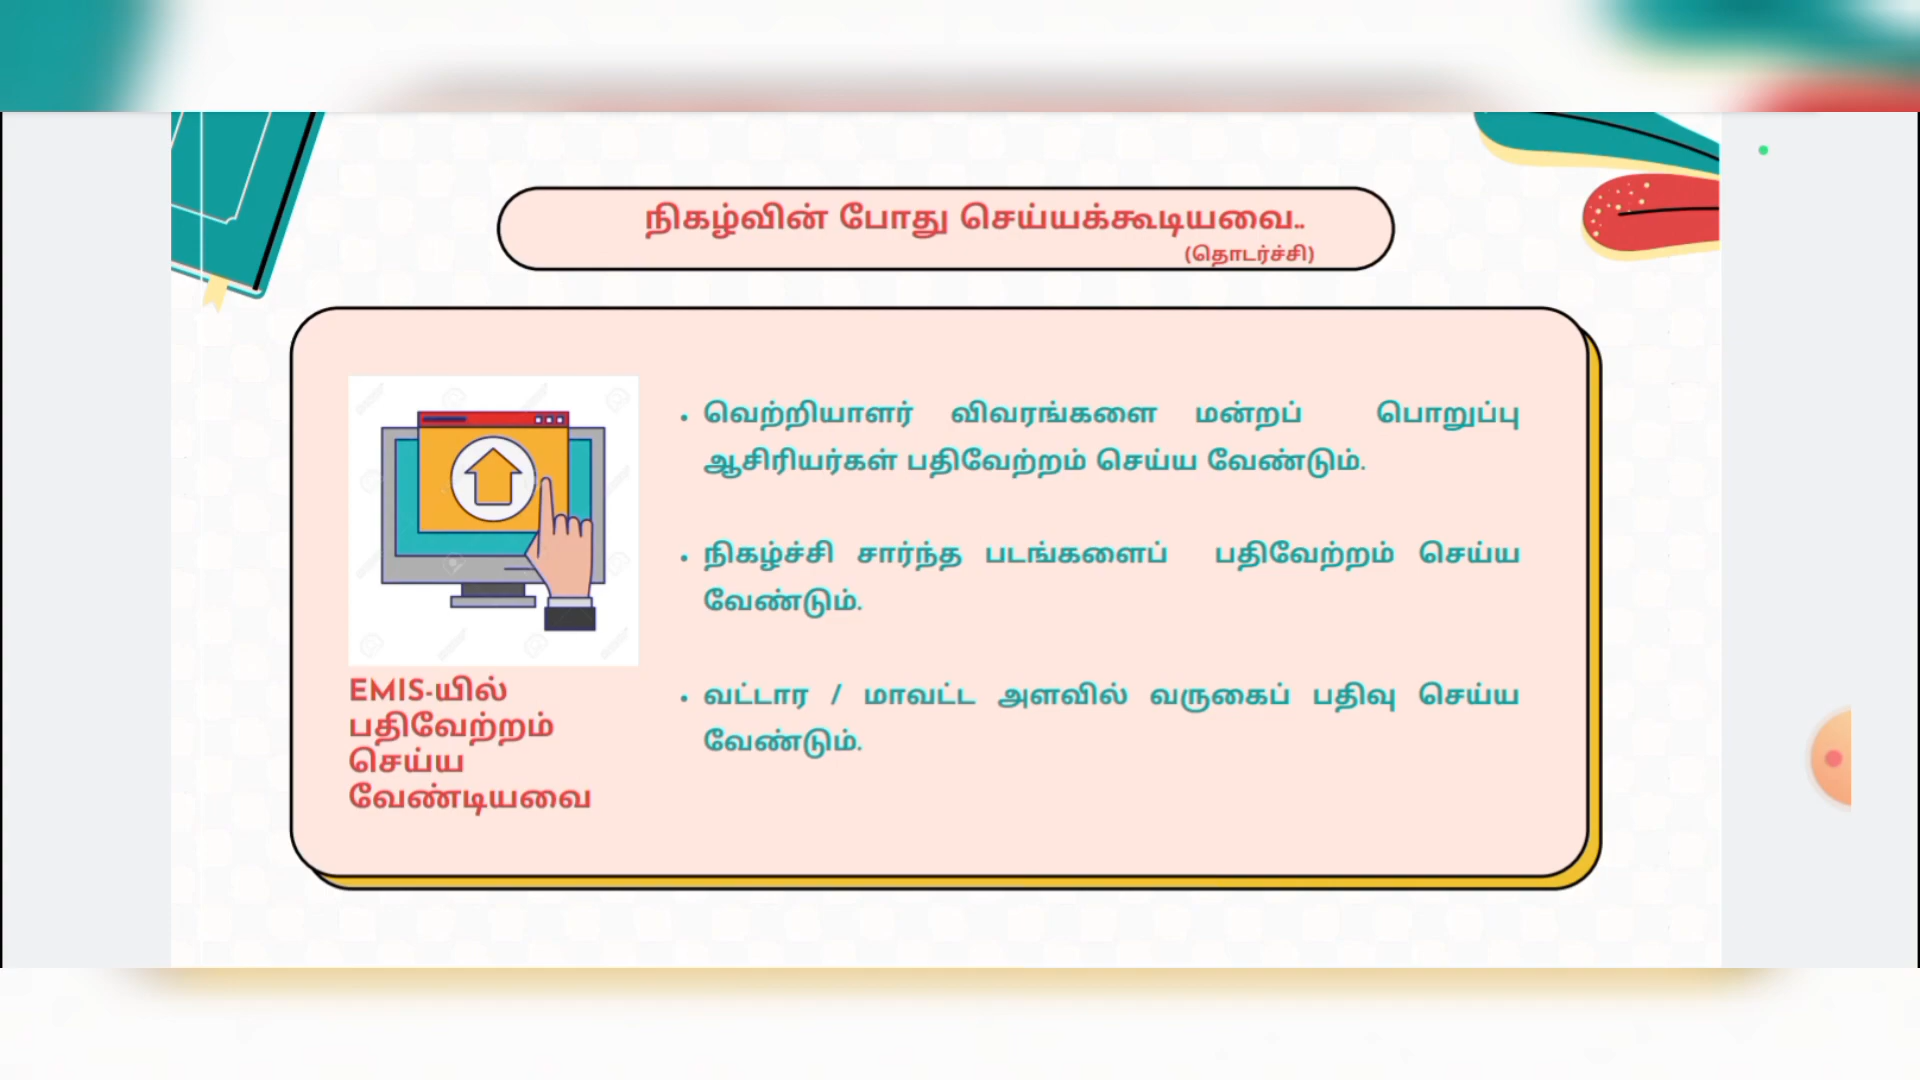 நிகழ்வின் போது செய்யக்கூடியவை..
(தொடர்ச்சி)
EMIS-யில்
பதிவேற்றம்
செய்ய
வேண்டியவை
• வெற்றியாளர் விவரங்களை மன்றப் பொறுப்பு
ஆசிரியர்கள் பதிவேற்றம் செய்ய வேண்டும்.
• நிகழ்ச்சி சார்ந்த படங்களைப் பதிவேற்றம் செய்ய
வேண்டும்.
• வட்டார / மாவட்ட அளவில் வருகைப் பதிவு செய்ய
வேண்டும்.